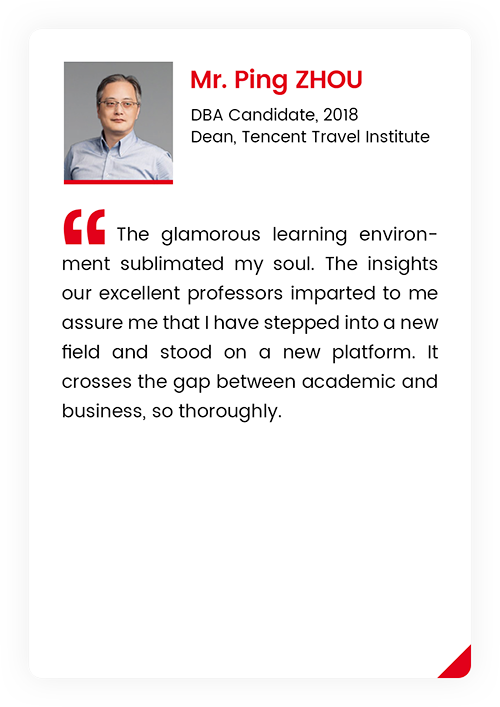 Mr. Ping ZHOU
DBA Candidate, 2018
Dean, Tencent Travel Institute
“ The glamorous learning environ-
ment sublimated my soul. The insights
our excellent professors imparted to me
assure me that I have stepped into a new
field and stood on a new platform. It
crosses the gap between academic and
business, so thoroughly.